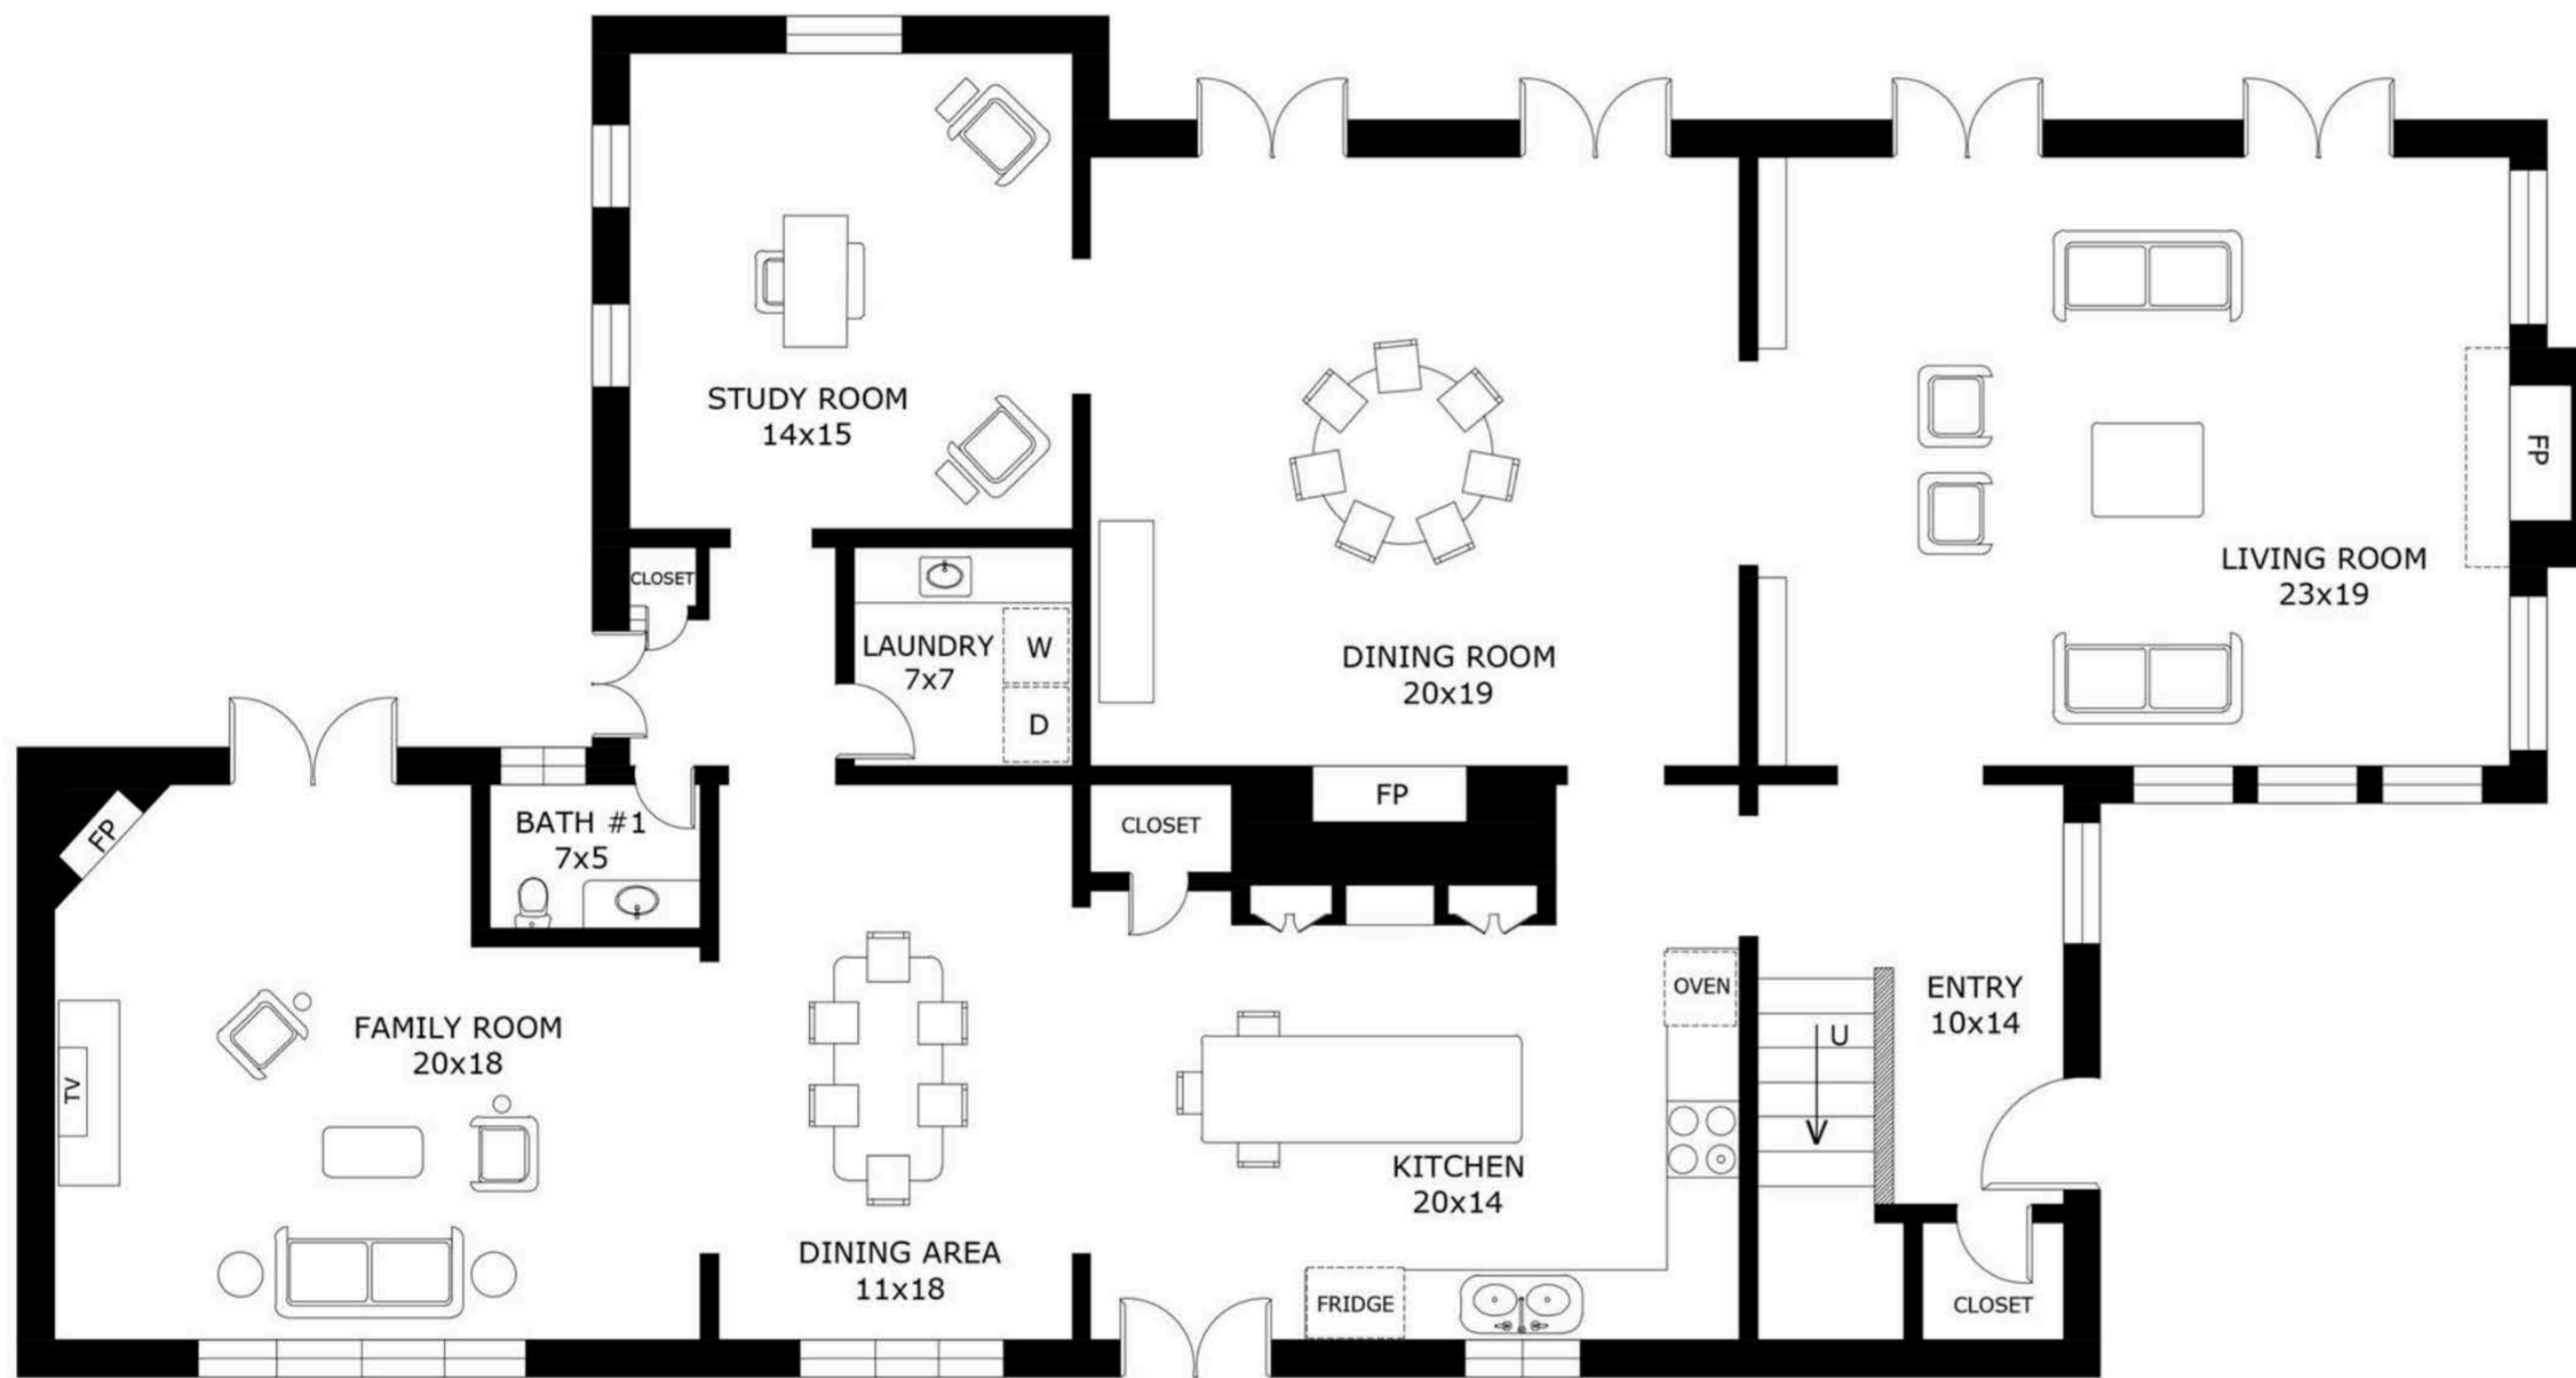 STUDY ROOM
14x15
FP
LIVING ROOM
23x19
CLOSET
LAUNDRY
7x7
W
D
DINING ROOM
20x19
FP
BATH #1
7x5
FP
CLOSET
FAMILY ROOM
20x18
TV
OVEN
U
ENTRY
10x14
KITCHEN
20x14
DINING AREA
11x18
FRIDGE
CLOSET